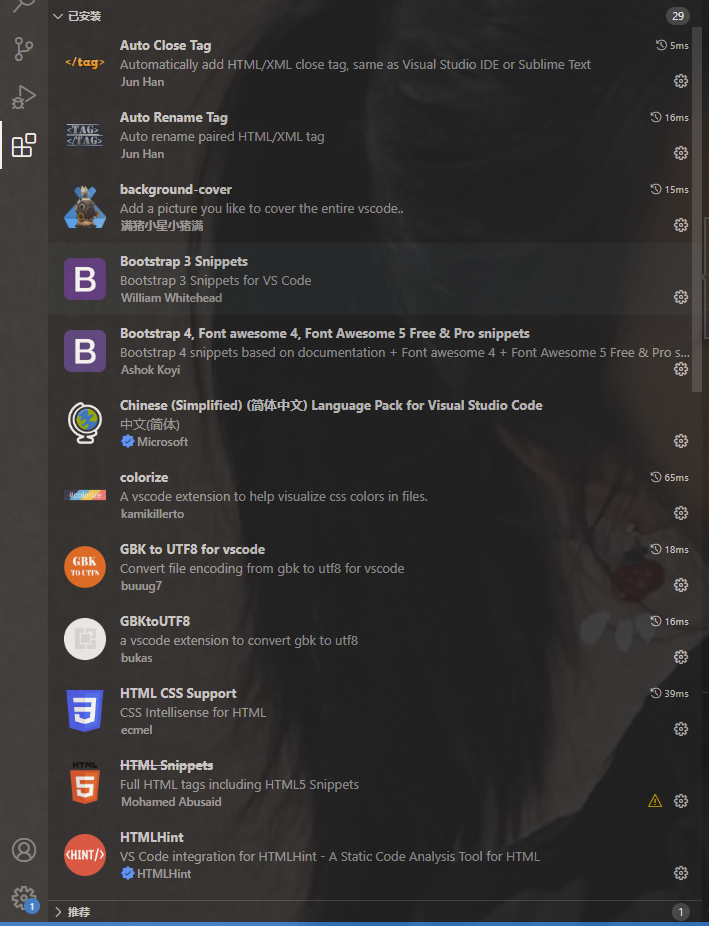 已安装
29
</tag>
Auto Close Tag
5ms
Automatically add HTML/XML close tag, same as Visual Studio IDE or Sublime Text
Jun Han
<TAG>
</TAG>
Auto Rename Tag
16ms
Auto rename paired HTML/XML tag
Jun Han
background-cover
15ms
Add a picture you like to cover the entire vscode..
满猪小星小猪满
B
Bootstrap 3 Snippets
Bootstrap 3 Snippets for VS Code
William Whitehead
B
Bootstrap 4, Font awesome 4, Font Awesome 5 Free & Pro snippets
Bootstrap 4 snippets based on documentation + Font awesome 4 + Font Awesome 5 Free & Pro s...
Ashok Koyi
Chinese (Simplified) (简体中文) Language Pack for Visual Studio Code
中文(简体)
Microsoft
#colorize
colorize
65ms
A vscode extension to help visualize css colors in files.
kamikillerto
GBK
TO UTF8
GBK to UTF8 for vscode
18ms
Convert file encoding from gbk to utf8 for vscode
buuug7
GBKtoUTF8
16ms
a vscode extension to convert gbk to utf8
bukas
3
HTML CSS Support
39ms
CSS Intellisense for HTML
ecmel
HTML
5
HTML Snippets
Full HTML tags including HTML5 Snippets
Mohamed Abusaid
<HINT/>
HTMLHint
VS Code integration for HTMLHint - A Static Code Analysis Tool for HTML
HTMLHint
1
推荐
1